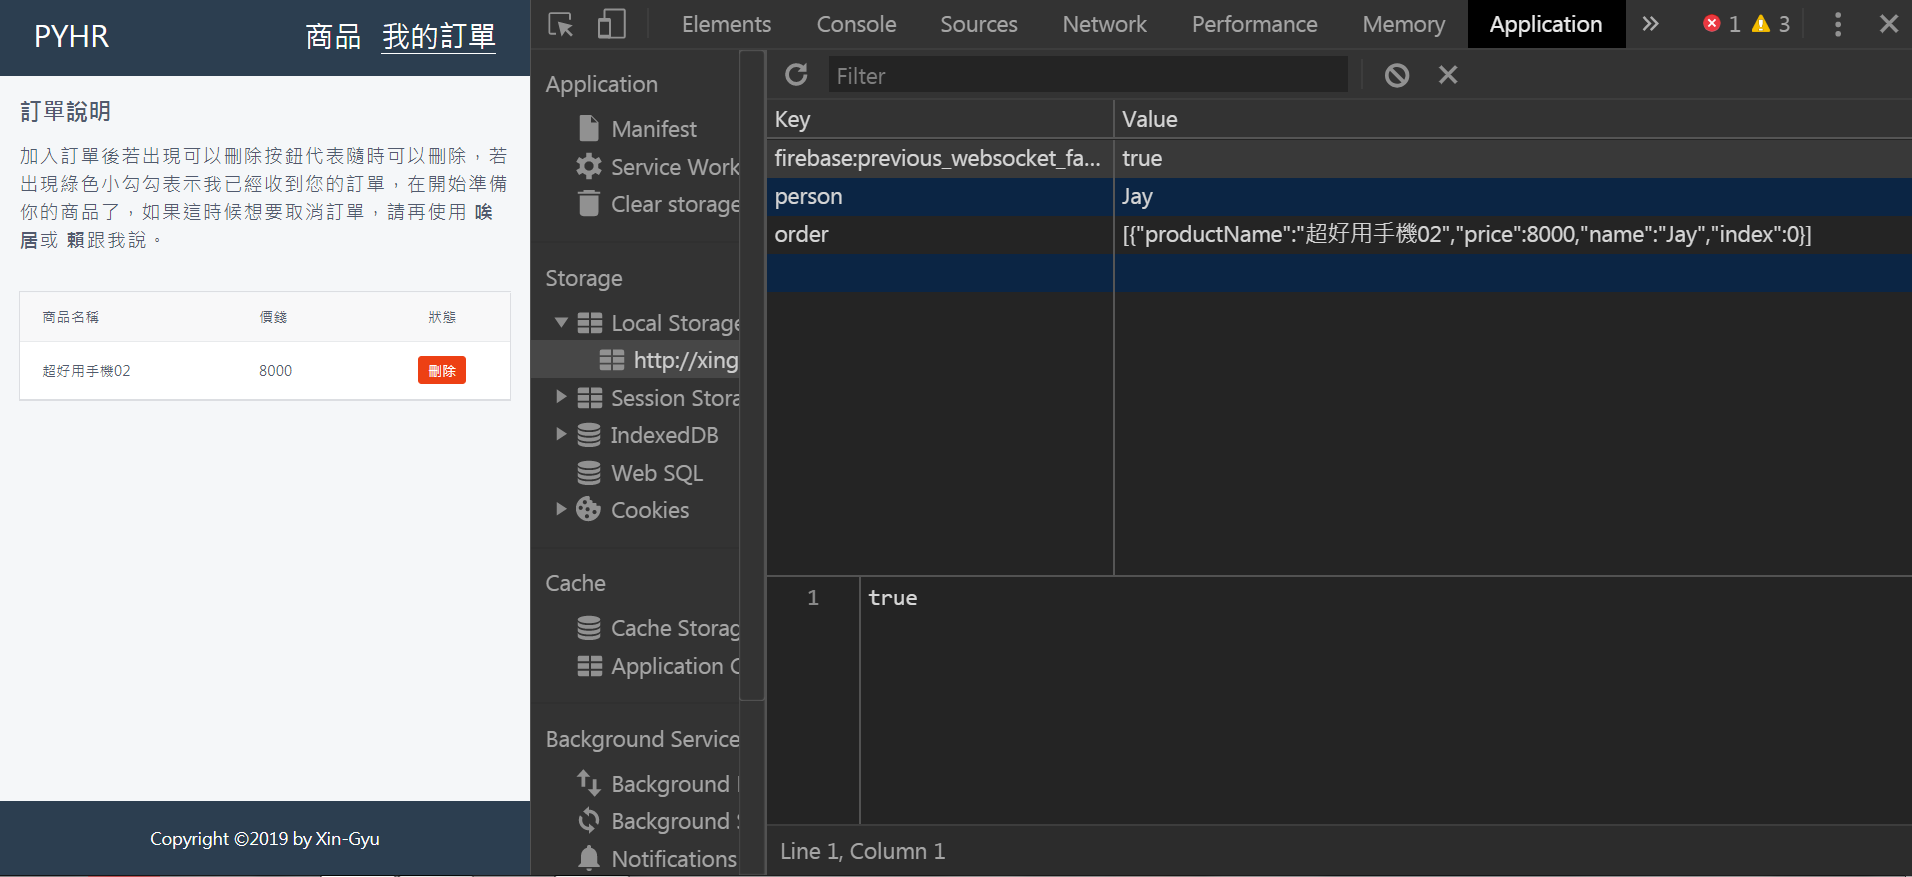 PYHR 商品 我的訂單
訂單說明
加入訂單後若出現可以刪除按鈕代表隨時可以刪除，若
出現綠色小勾勾表示我已經收到您的訂單，在開始準備
你的商品了，如果這時候想要取消訂單，請再使用 唉
居或 賴跟我說。
商品名稱 價錢 狀態
超好用手機02 8000 刪除
Copyright ©2019 by Xin-Gyu
Elements Console Sources Network Performance Memory Application » 1 3
Application
Manifest
Service Work
Clear storage
Storage
Local Storage
http://xing
Session Stora
IndexedDB
Web SQL
Cookies
Cache
Cache Storag
Application C
Background Service
Background
Background
Notifications
Filter
Key Value
firebase:previous_websocket_fa... true
person Jay
order [{"productName":"超好用手機02","price":8000,"name":"Jay","index":0}]
1 true
Line 1, Column 1